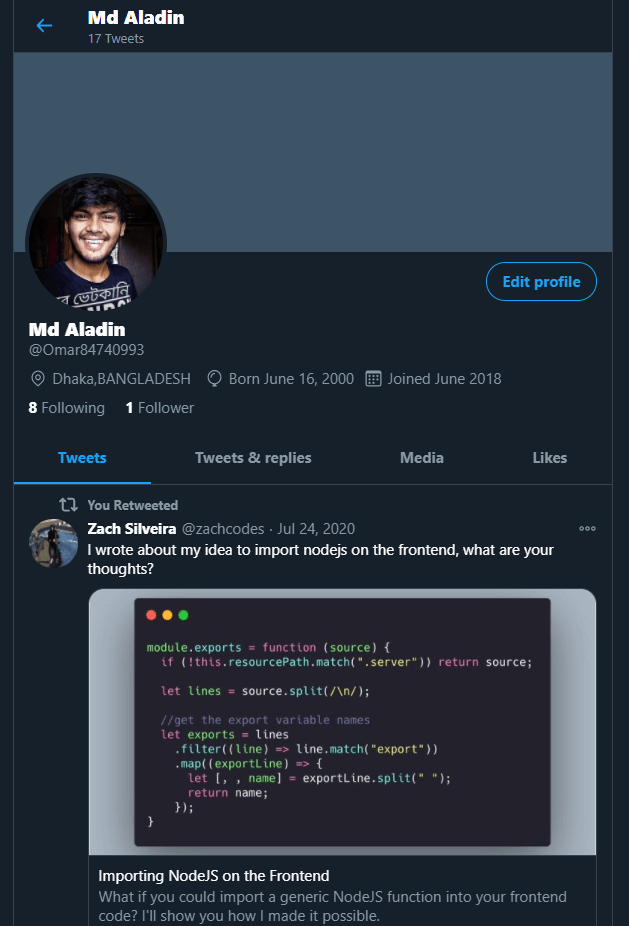 Md Aladin
17 Tweets
ভেটকানি
Edit profile
Md Aladin
@Omar84740993
Dhaka,BANGLADESH Born June 16, 2000 Joined June 2018
8 Following 1 Follower
Tweets Tweets & replies Media Likes
You Retweeted
Zach Silveira @zachcodes · Jul 24, 2020
I wrote about my idea to import nodejs on the frontend, what are your
thoughts?
module.exports = function (source) {
if (!this.resourcePath.match(".server")) return source;
let lines = source.split(/\n/);
//get the export variable names
let exports = lines
.filter((line) => line.match("export"))
.map((exportLine) => {
let [, , name] = exportLine.split(" ");
return name;
});
}
Importing NodeJS on the Frontend
What if you could import a generic NodeJS function into your frontend
code? I'll show you how I made it possible.